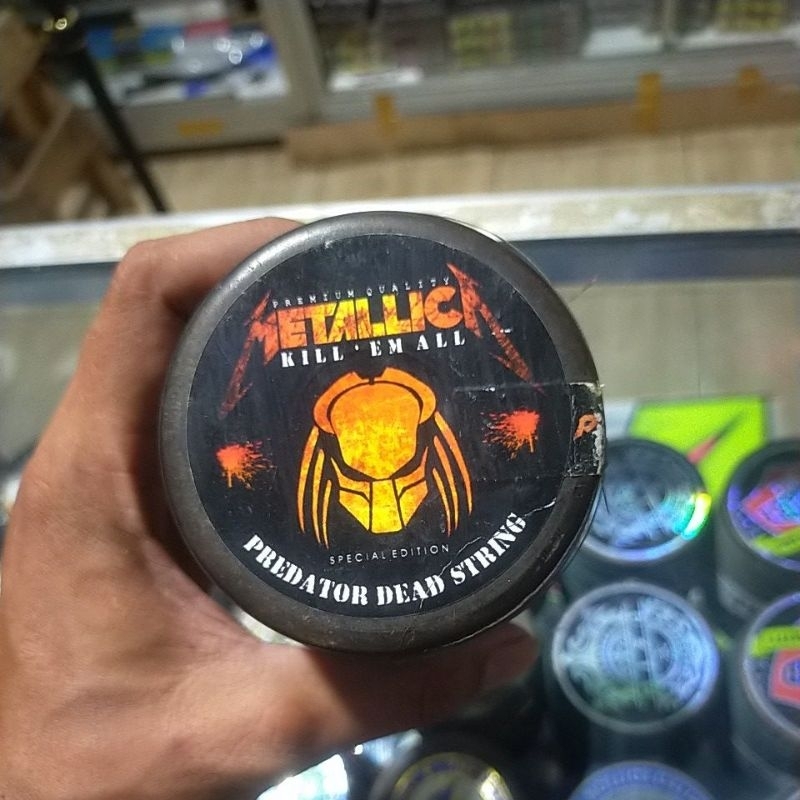 PREMIUM QUALITY
METALLICA
KILL 'EM ALL
SPECIAL EDITION
PREDATOR DEAD STRING